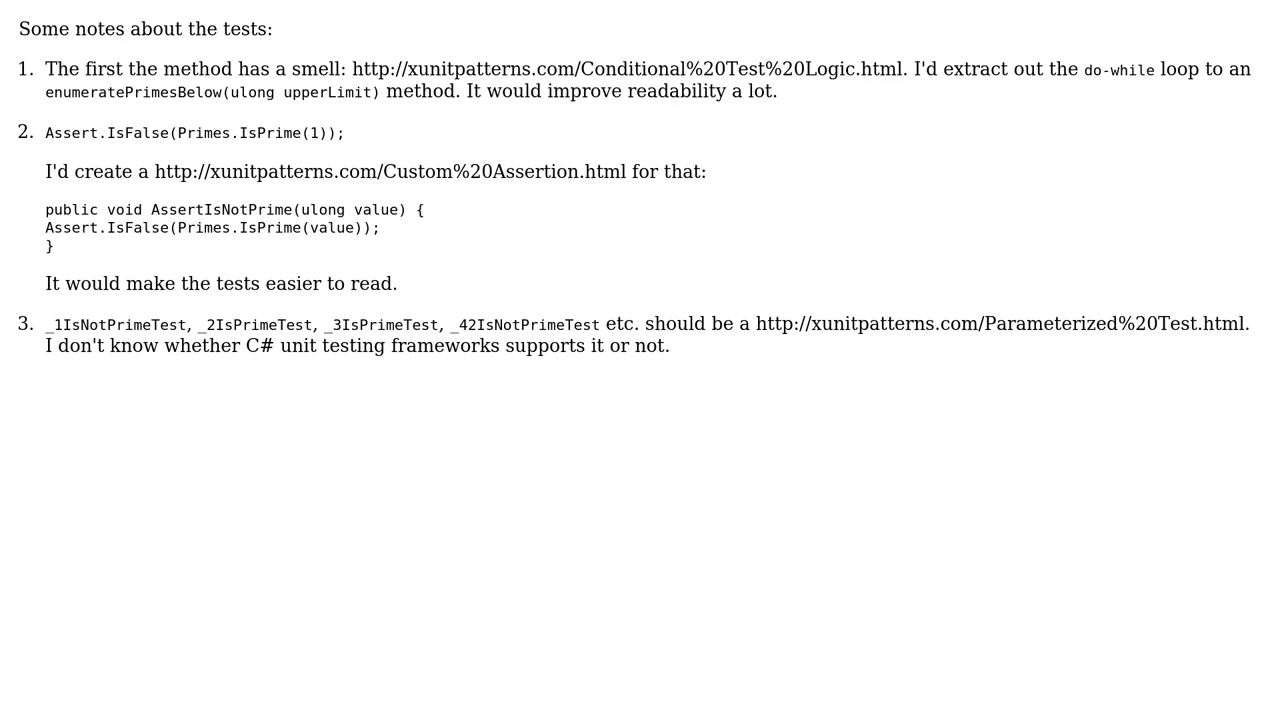 Some notes about the tests:
1. The first the method has a smell: http://xunitpatterns.com/Conditional%20Test%20Logic.html. I'd extract out the do-while loop to an
enumeratePrimesBelow(ulong upperLimit) method. It would improve readability a lot.
2. Assert.IsFalse(Primes.IsPrime(1));
I'd create a http://xunitpatterns.com/Custom%20Assertion.html for that:
public void AssertIsNotPrime(ulong value) {
Assert.IsFalse(Primes.IsPrime(value));
}
It would make the tests easier to read.
3. _1IsNotPrimeTest, _2IsPrimeTest, _3IsPrimeTest, _42IsNotPrimeTest etc. should be a http://xunitpatterns.com/Parameterized%20Test.html.
I don't know whether C# unit testing frameworks supports it or not.